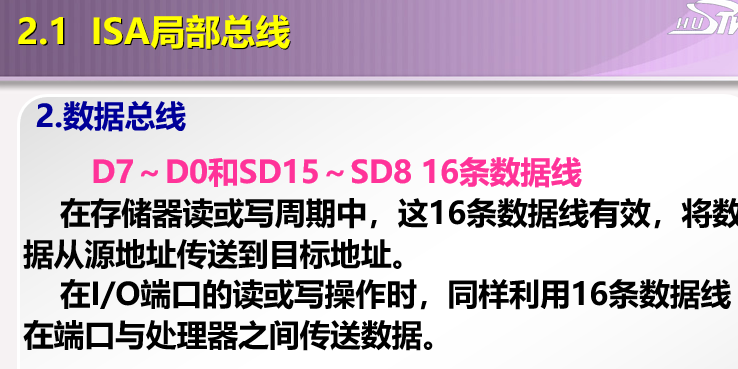 2.1 ISA局部总线
2.数据总线
D7～D0和SD15～SD8 16条数据线
在存储器读或写周期中，这16条数据线有效，将数
据从源地址传送到目标地址。
在I/O端口的读或写操作时，同样利用16条数据线
在端口与处理器之间传送数据。